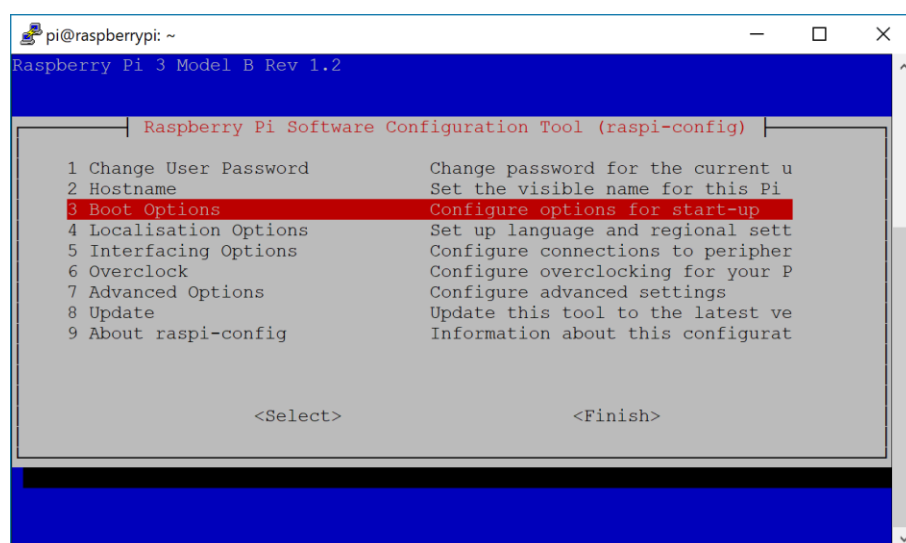 pi@raspberrypi: ~
Raspberry Pi 3 Model B Rev 1.2
Raspberry Pi Software Configuration Tool (raspi-config)
1 Change User Password Change password for the current u
2 Hostname Set the visible name for this Pi
3 Boot Options Configure options for start-up
4 Localisation Options Set up language and regional sett
5 Interfacing Options Configure connections to peripher
6 Overclock Configure overclocking for your P
7 Advanced Options Configure advanced settings
8 Update Update this tool to the latest ve
9 About raspi-config Information about this configurat
<Select> <Finish>